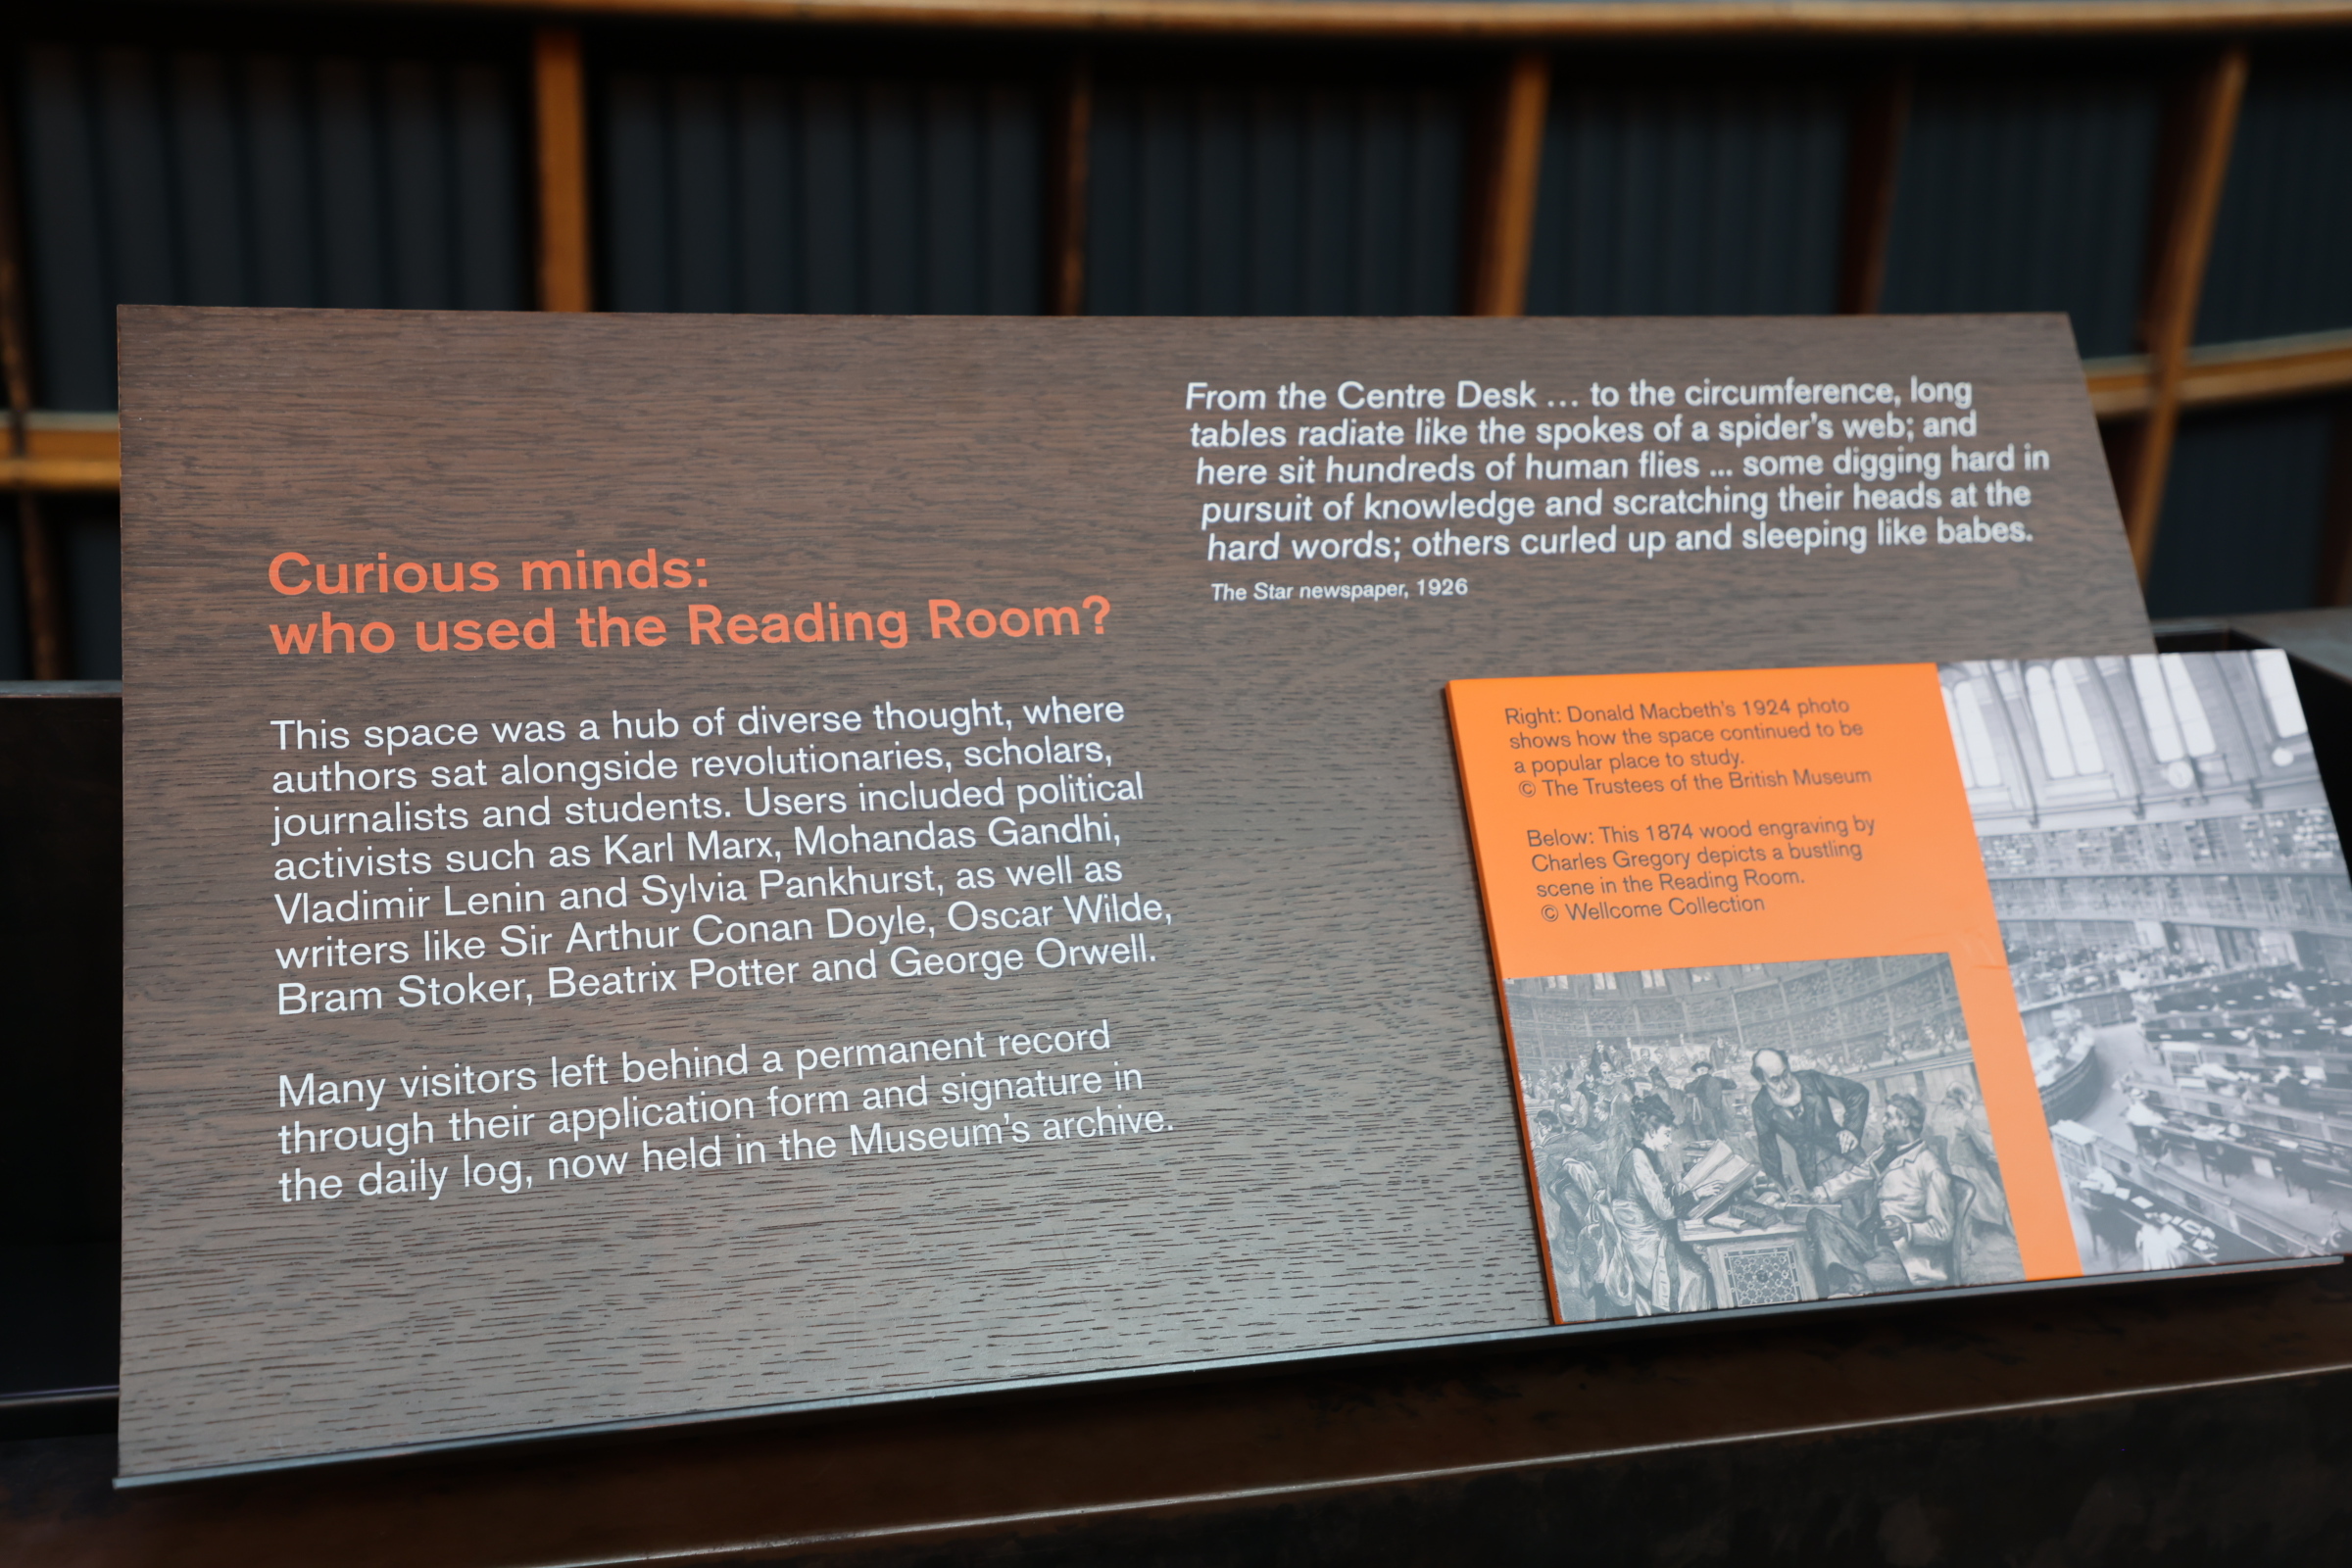 Curious minds:
who used the Reading Room?
This space was a hub of diverse thought, where
authors sat alongside revolutionaries, scholars,
journalists and students. Users included political
activists such as Karl Marx, Mohandas Gandhi,
Vladimir Lenin and Sylvia Pankhurst, as well as
writers like Sir Arthur Conan Doyle, Oscar Wilde,
Bram Stoker, Beatrix Potter and George Orwell.
Many visitors left behind a permanent record
through their application form and signature in
the daily log, now held in the Museum's archive.
From the Centre Desk ... to the circumference, long
tables radiate like the spokes of a spider's web; and
here sit hundreds of human flies ... some digging hard in
pursuit of knowledge and scratching their heads at the
hard words; others curled up and sleeping like babes.
The Star newspaper, 1926
Right: Donald Macbeth's 1924 photo
shows how the space continued to be
a popular place to study.
© The Trustees of the British Museum
Below: This 1874 wood engraving by
Charles Gregory depicts a bustling
scene in the Reading Room.
© Wellcome Collection